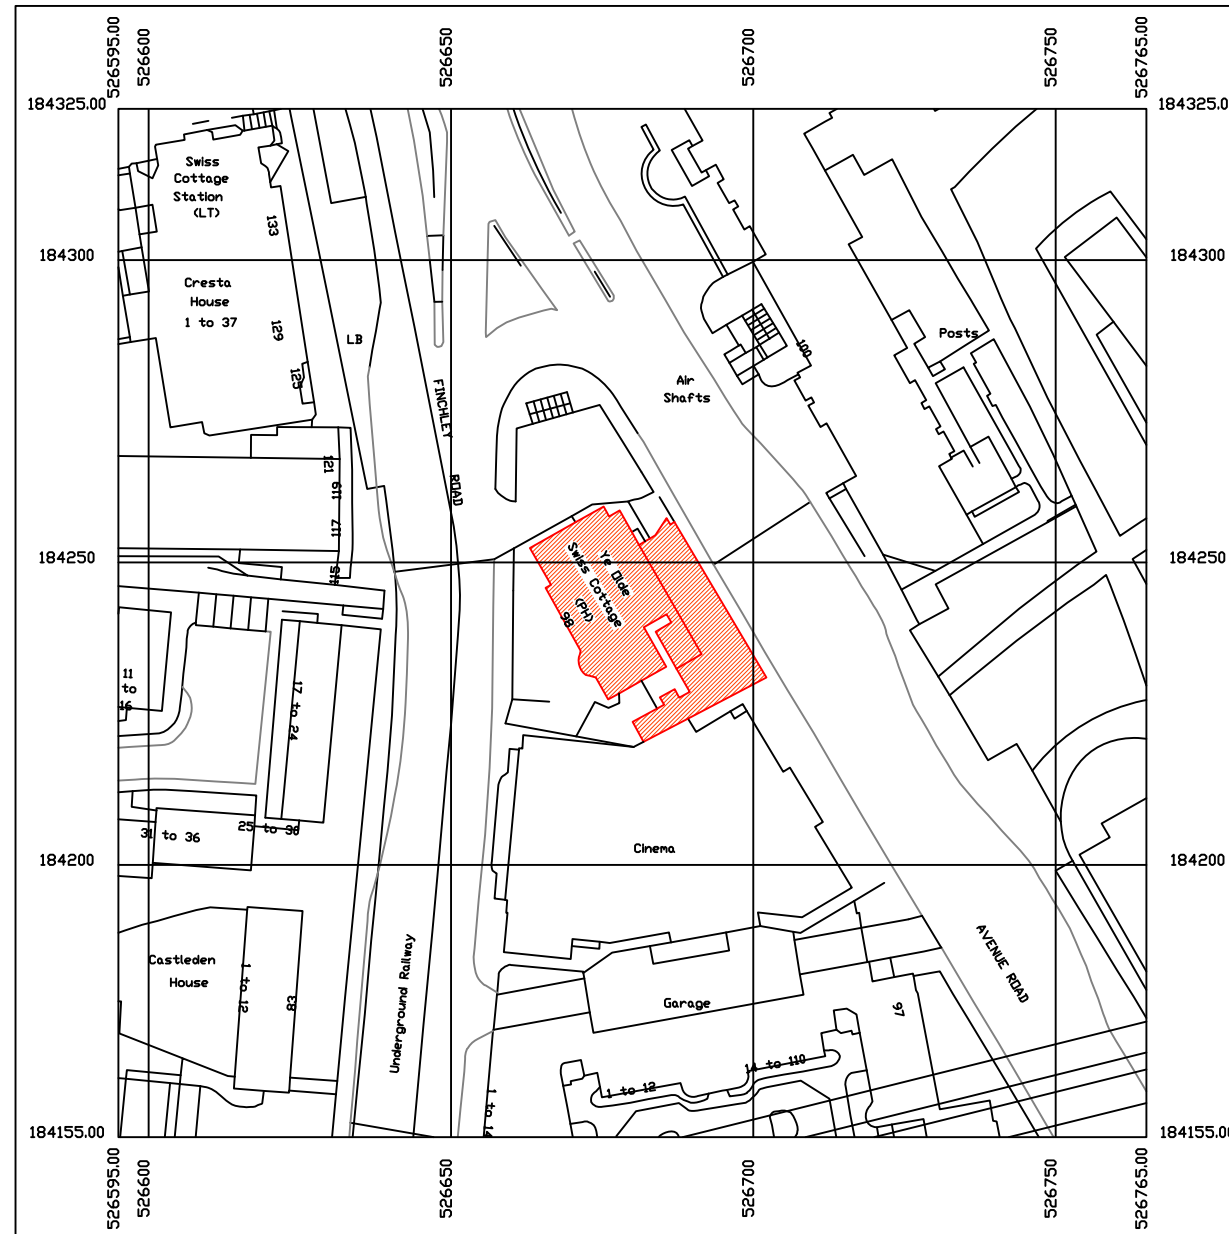 526595.00
526600
526650
526700
526750
526765.00
184325.00
184325.0
Swiss
Cottage
Station
(LT)
133
184300
184300
Cresta
House
1 to 37
129
LB
125
FINCHLEY
ROAD
Air
Shafts
100
Posts
121
119
117
115
184250
184250
Ye Olde
Swiss Cottage
(PH)
98
11
to
16
17 to 24
31 to 36
25 to 30
184200
184200
Cinema
Castleden
House
1 to 12
83
Underground Railway
Garage
AVENUE ROAD
97
1 to 12
14 to 110
1 to 14
184155.00
184155.00
526595.00
526600
526650
526700
526750
526765.00